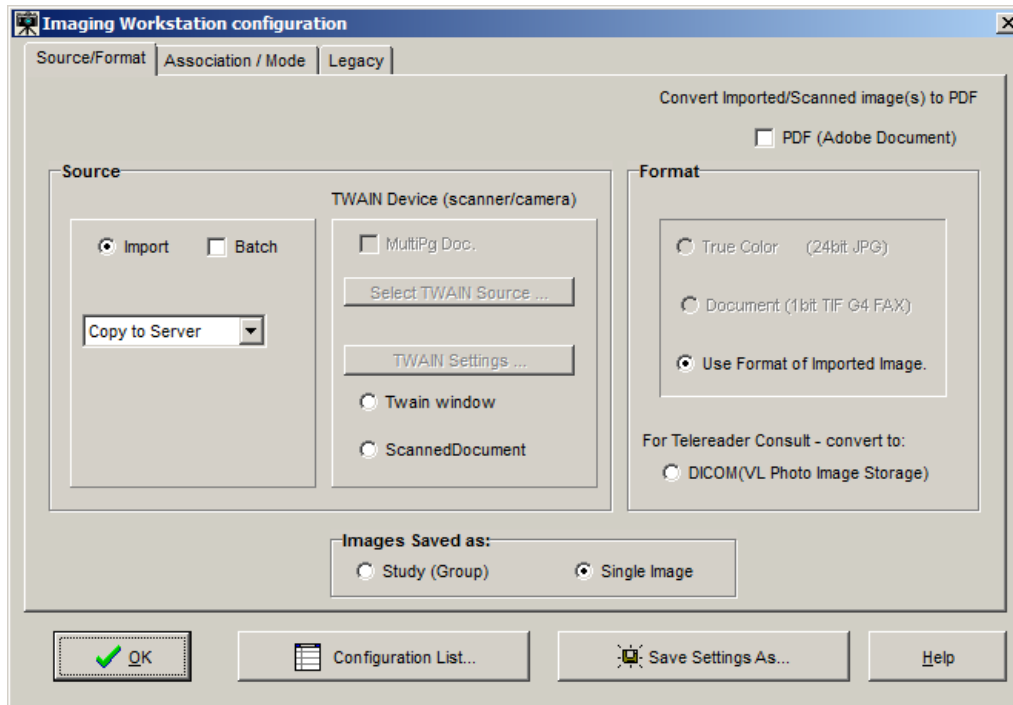 Imaging Workstation configuration
Source/Format
Association / Mode
Legacy
Convert Imported/Scanned image(s) to PDF
PDF (Adobe Document)
Source
Import
Batch
Copy to Server
TWAIN Device (scanner/camera)
MultiPg Doc.
Select TWAIN Source ...
TWAIN Settings ...
Twain window
ScannedDocument
Format
True Color (24bit JPG)
Document (1bit TIF G4 FAX)
Use Format of Imported Image.
For Telereader Consult - convert to:
DICOM(VL Photo Image Storage)
Images Saved as:
Study (Group)
Single Image
OK
Configuration List...
Save Settings As...
Help